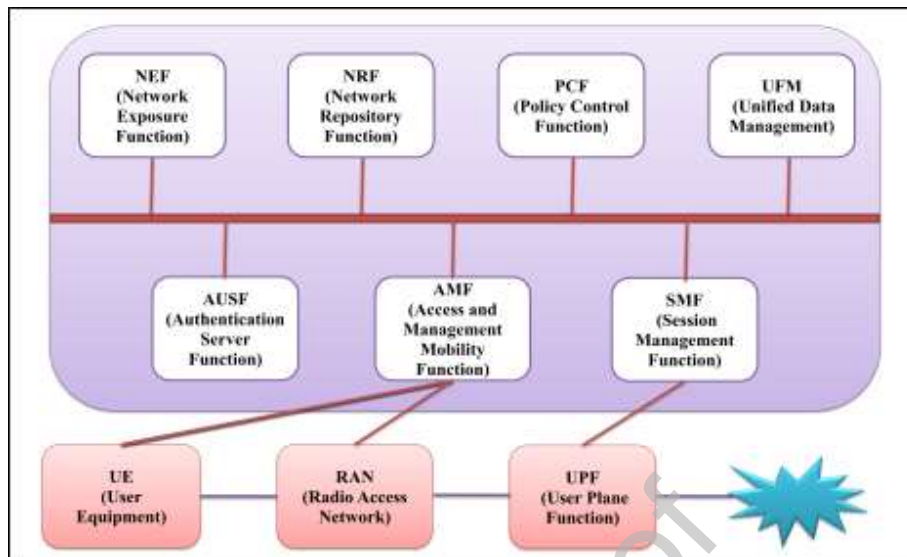 NEF
(Network
Exposure
Function)
NRF
(Network
Repository
Function)
PCF
(Policy Control
Function)
UFM
(Unified Data
Management)
AUSF
(Authentication
Server
Function)
AMF
(Access and
Management
Mobility
Function)
SMF
(Session
Management
Function)
UE
(User
Equipment)
RAN
(Radio Access
Network)
UPF
(User Plane
Function)